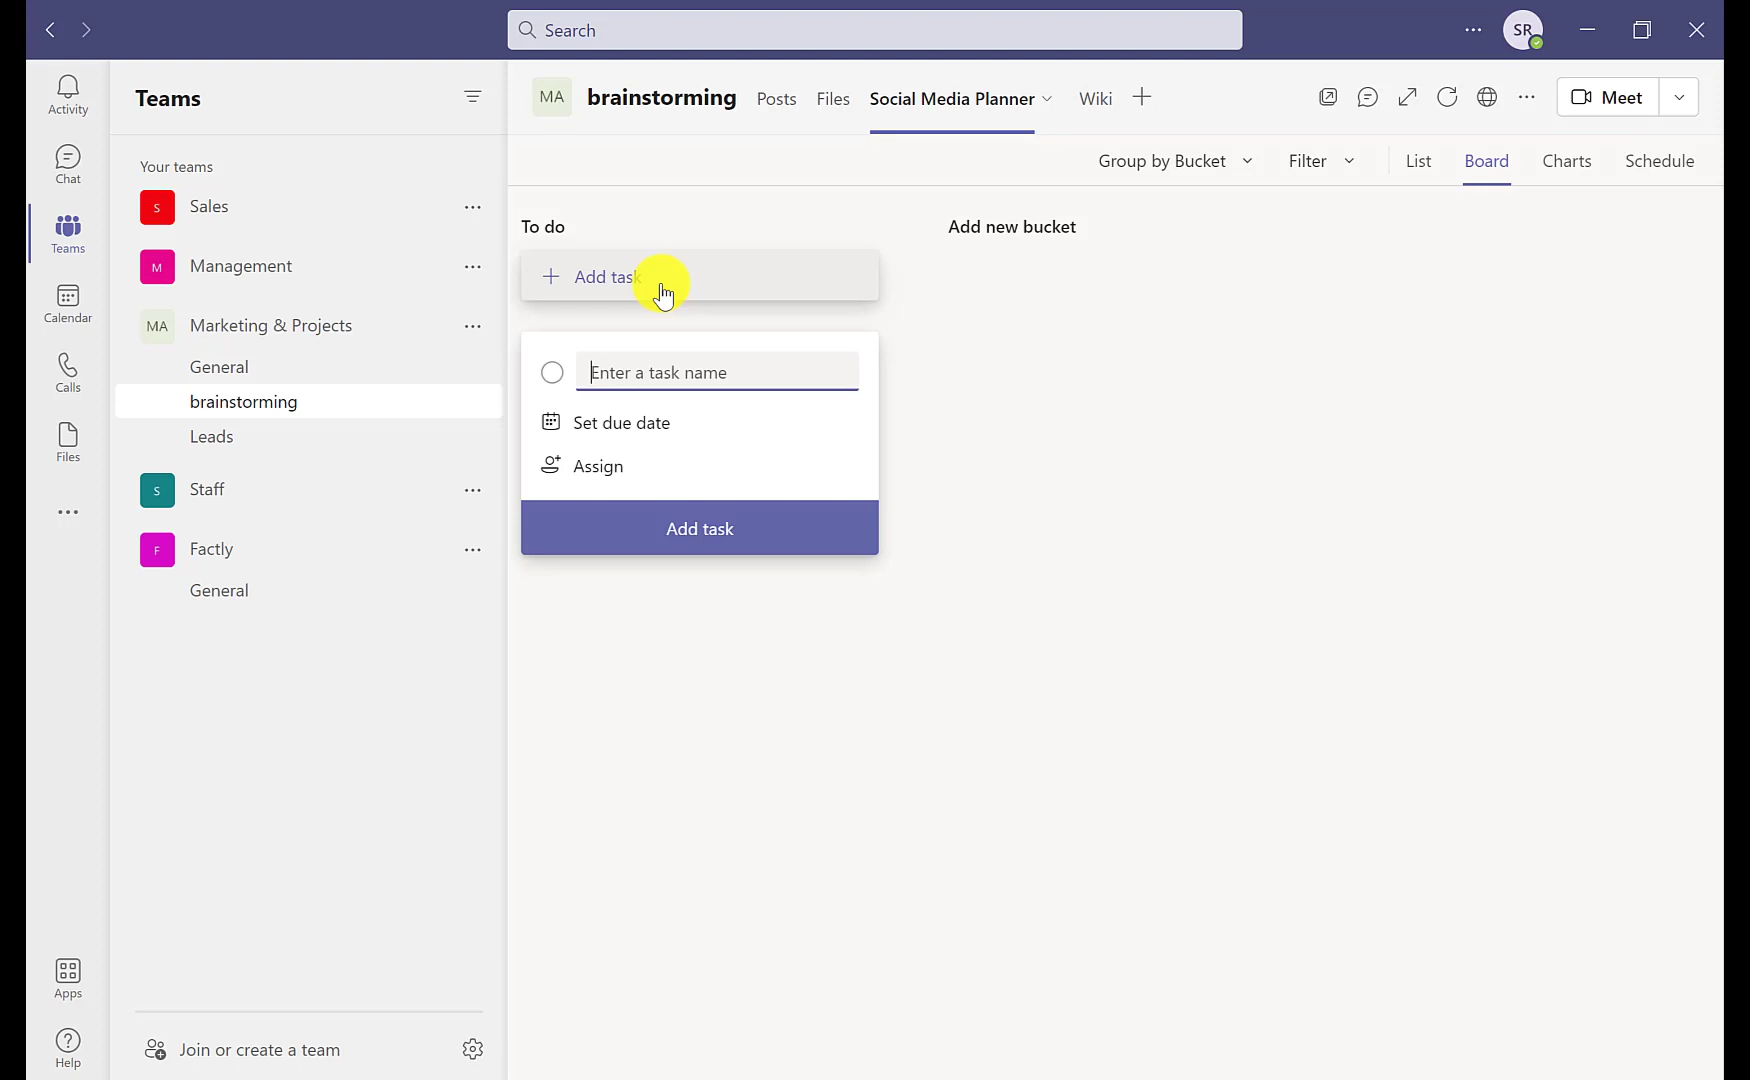 Search
SR
Activity
Chat
Teams
Calendar
Calls
Files
Apps
Help
Teams
Your teams
S Sales
M Management
MA Marketing & Projects
General
brainstorming
Leads
S Staff
F Factly
General
Join or create a team
MA brainstorming Posts Files Social Media Planner Wiki Meet
Group by Bucket Filter List Board Charts Schedule
To do Add new bucket
Add task
Enter a task name
Set due date
Assign
Add task